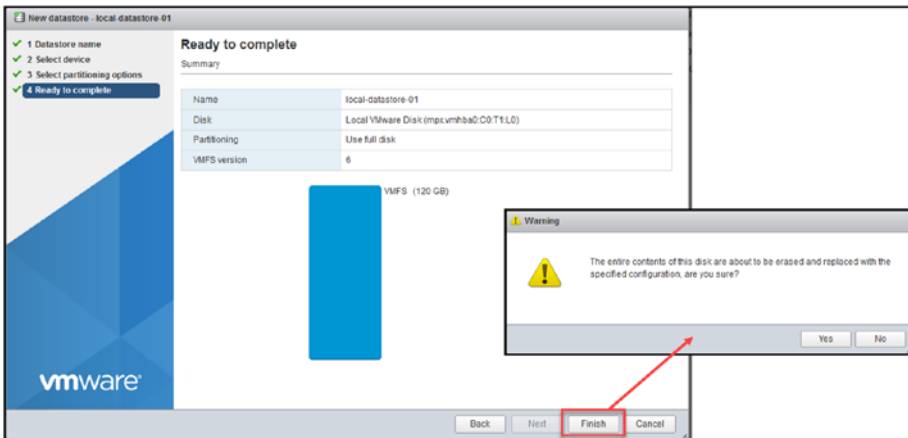 New datastore - local-datastore-01
1 Datastore name
2 Select device
3 Select partitioning options
4 Ready to complete
Ready to complete
Summary
Name local-datastore-01
Disk Local VMware Disk (mpx.vmhba0:C0:T1:L0)
Partitioning Use full disk
VMFS version 6
VMFS (120 GB)
Warning
The entire contents of this disk are about to be erased and replaced with the
specified configuration, are you sure?
Yes No
vmware
Back Next Finish Cancel